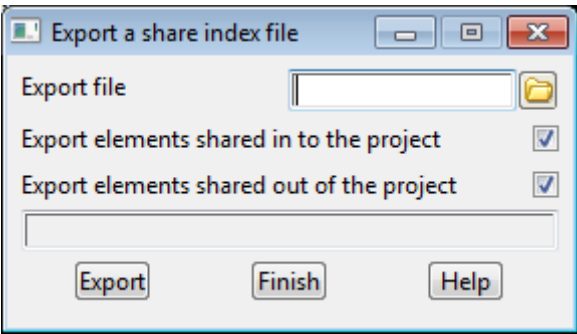 Export a share index file
Export file
Export elements shared in to the project
Export elements shared out of the project
Export Finish Help